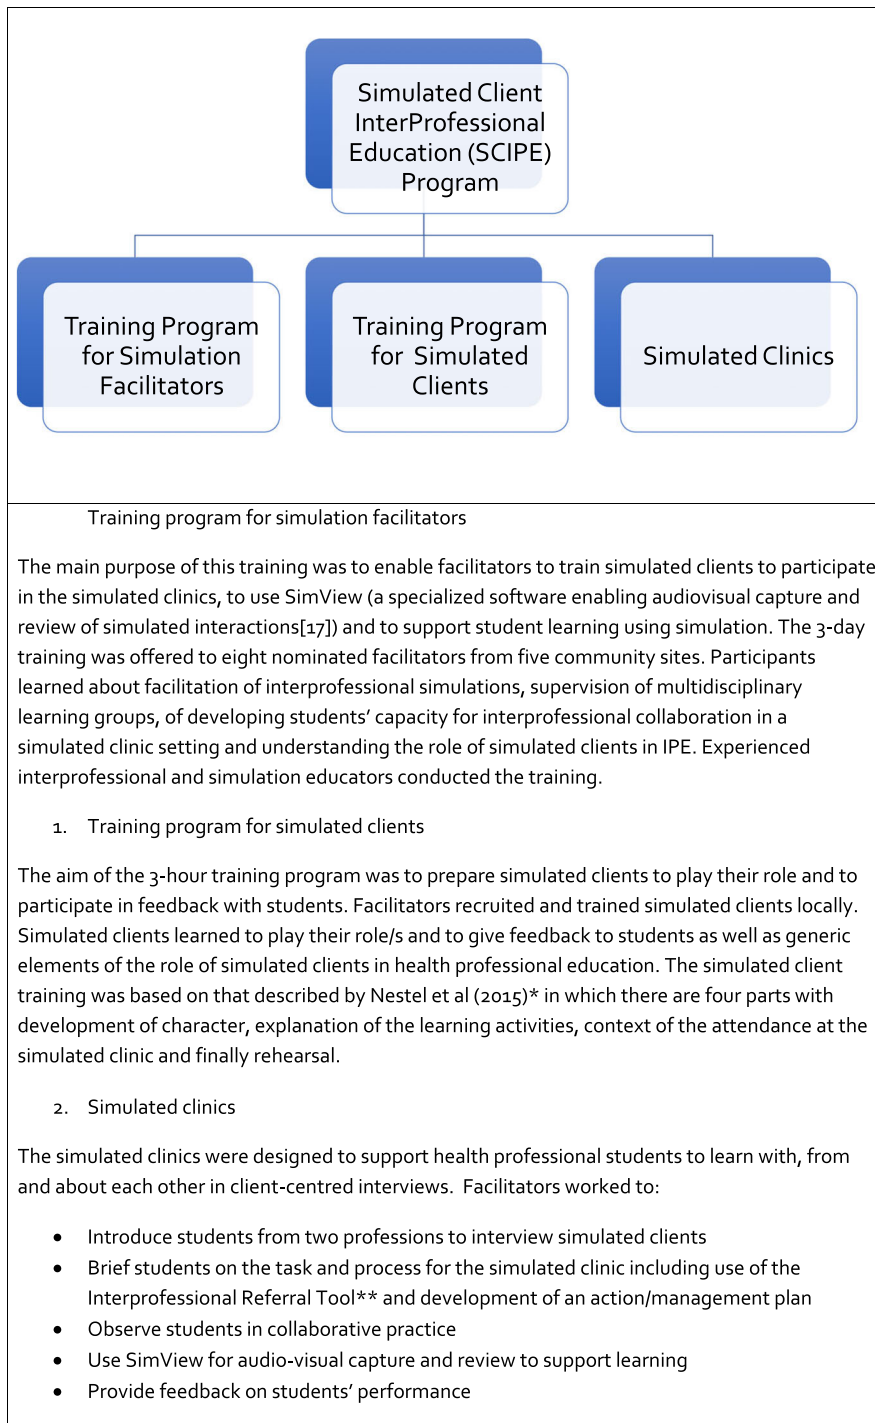 Simulated Client
InterProfessional
Education (SCIPE)
Program
Training Program
for Simulation
Facilitators
Training Program
for Simulated
Clients
Simulated Clinics
Training program for simulation facilitators
The main purpose of this training was to enable facilitators to train simulated clients to participate
in the simulated clinics, to use SimView (a specialized software enabling audiovisual capture and
review of simulated interactions[17]) and to support student learning using simulation. The 3-day
training was offered to eight nominated facilitators from five community sites. Participants
learned about facilitation of interprofessional simulations, supervision of multidisciplinary
learning groups, of developing students’ capacity for interprofessional collaboration in a
simulated clinic setting and understanding the role of simulated clients in IPE. Experienced
interprofessional and simulation educators conducted the training.
1. Training program for simulated clients
The aim of the 3-hour training program was to prepare simulated clients to play their role and to
participate in feedback with students. Facilitators recruited and trained simulated clients locally.
Simulated clients learned to play their role/s and to give feedback to students as well as generic
elements of the role of simulated clients in health professional education. The simulated client
training was based on that described by Nestel et al (2015)* in which there are four parts with
development of character, explanation of the learning activities, context of the attendance at the
simulated clinic and finally rehearsal.
2. Simulated clinics
The simulated clinics were designed to support health professional students to learn with, from
and about each other in client-centred interviews. Facilitators worked to:
• Introduce students from two professions to interview simulated clients
• Brief students on the task and process for the simulated clinic including use of the
Interprofessional Referral Tool** and development of an action/management plan
• Observe students in collaborative practice
• Use SimView for audio-visual capture and review to support learning
• Provide feedback on students’ performance